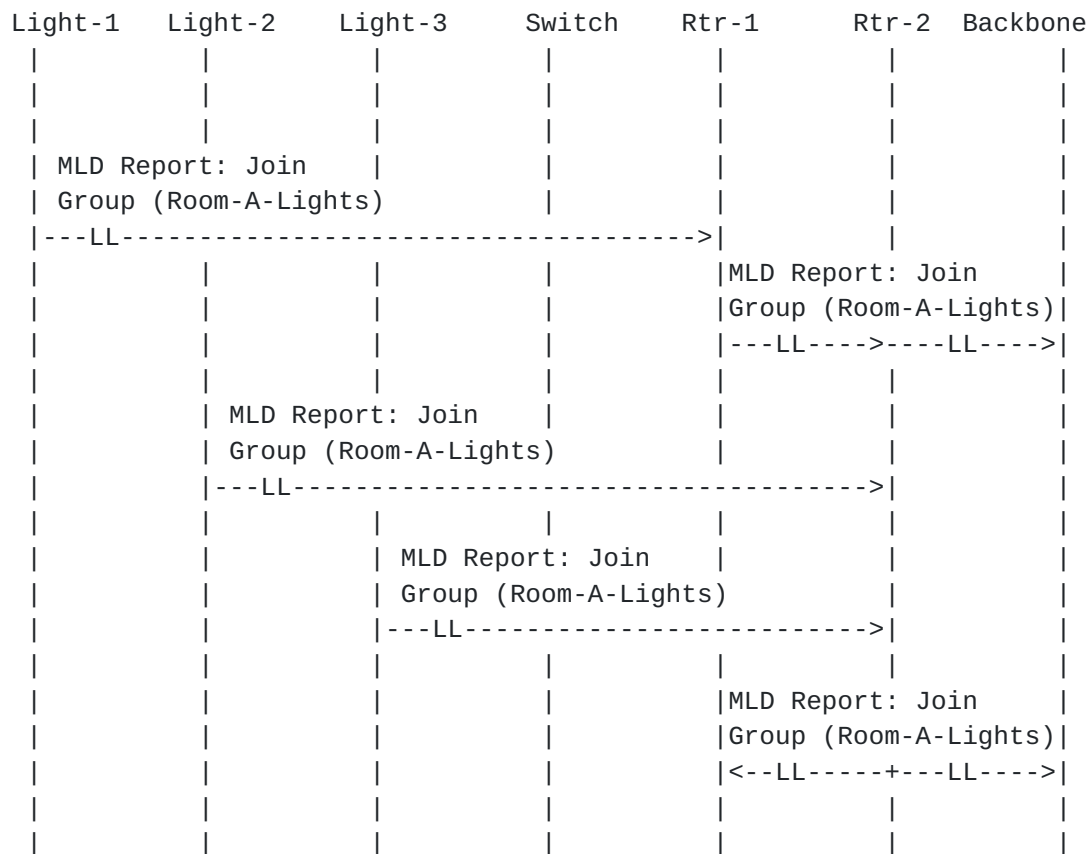 Light-1   Light-2    Light-3     Switch    Rtr-1      Rtr-2  Backbone
MLD Report: Join
Group (Room-A-Lights)
---LL------------------------------------->
MLD Report: Join
Group (Room-A-Lights)
---LL---->----LL---->
MLD Report: Join
Group (Room-A-Lights)
---LL------------------------------------->
MLD Report: Join
Group (Room-A-Lights)
---LL-------------------------->
MLD Report: Join
Group (Room-A-Lights)
<--LL-----+---LL---->